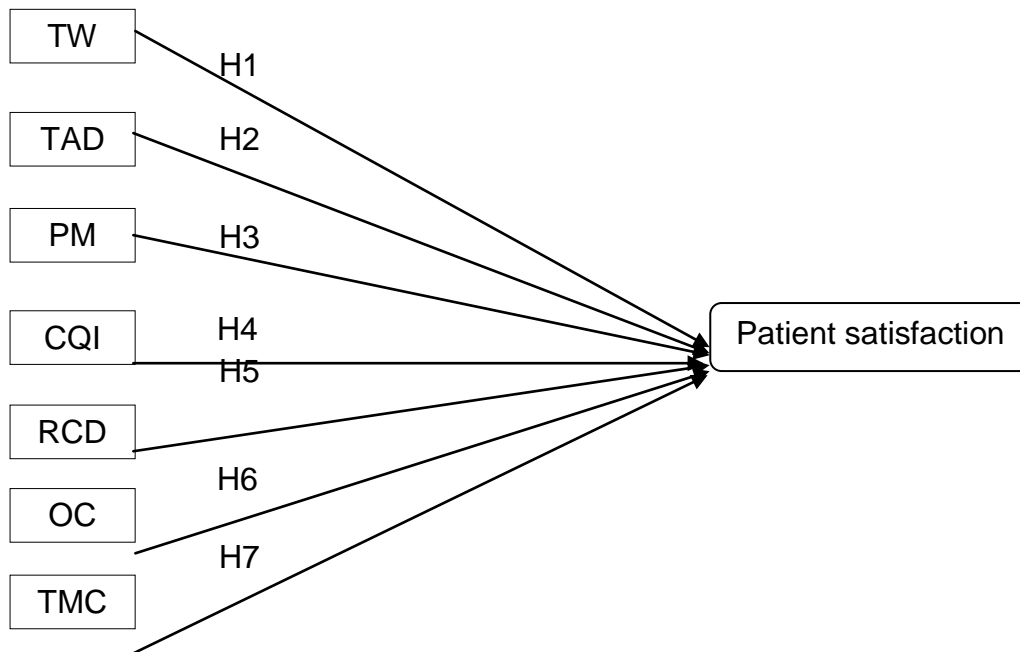 TW
H1
TAD
H2
PM
H3
CQI
H4
Patient satisfaction
H5
RCD
H6
OC
H7
TMC